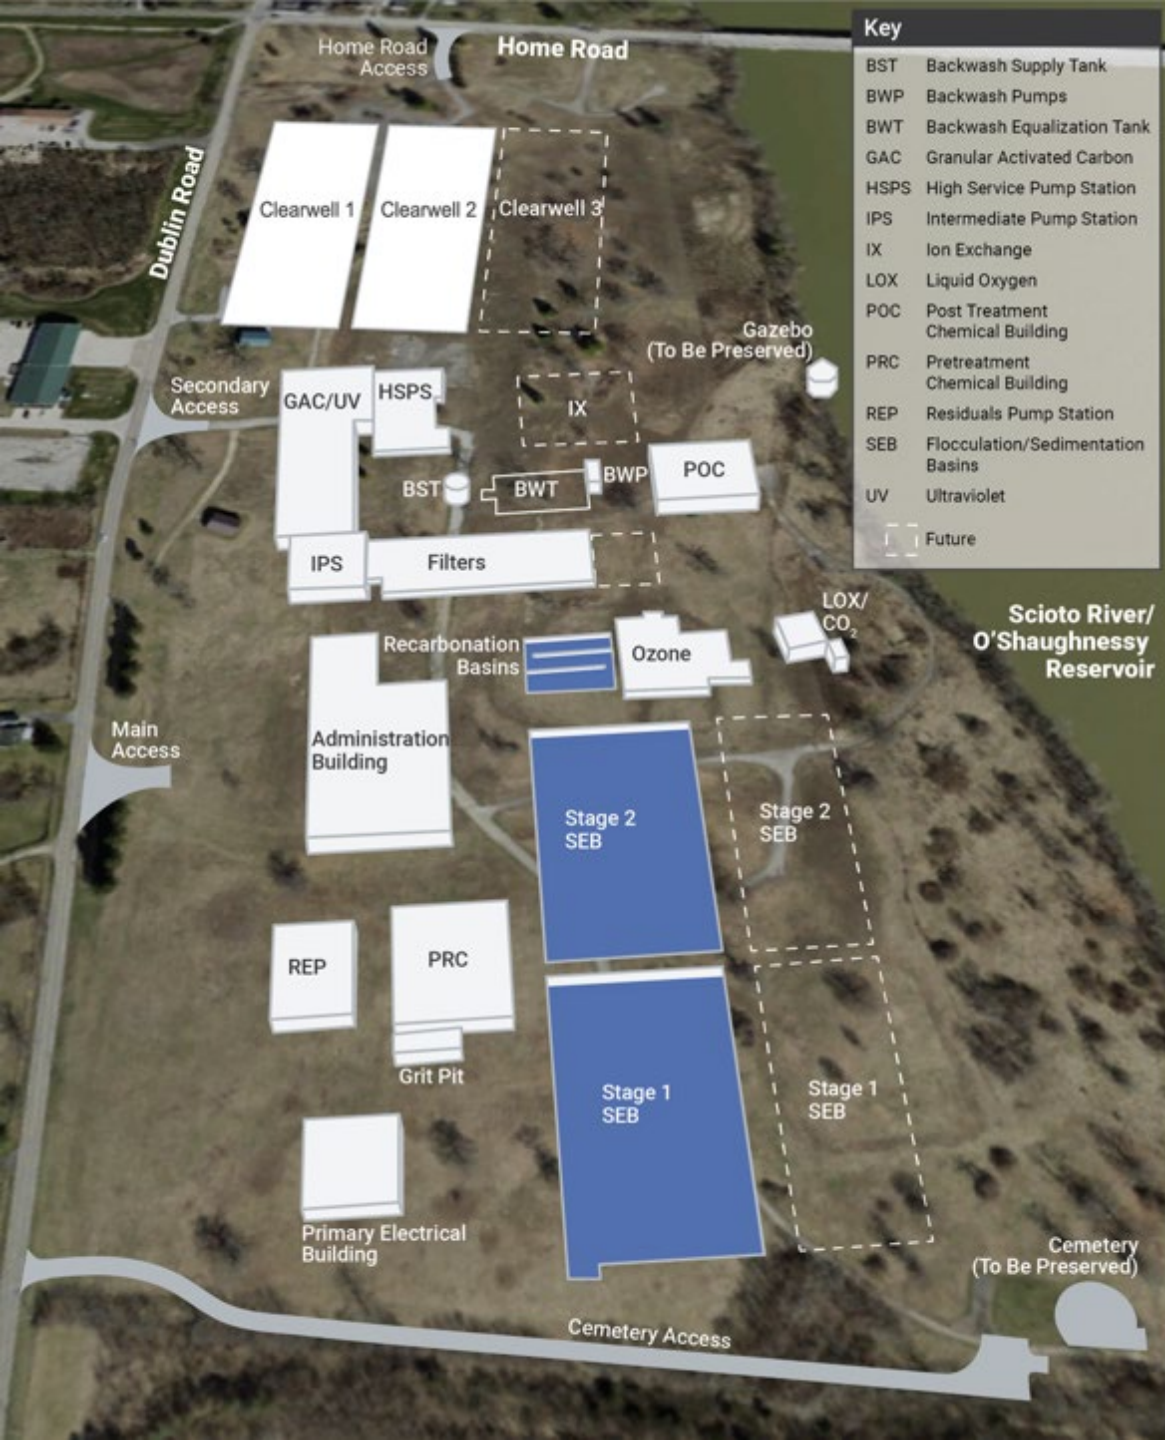 Home Road
Access
Home Road
Dublin Road
Clearwell 1
Clearwell 2
Clearwell 3
Gazebo
(To Be Preserved)
Secondary
Access
GAC/UV
HSPS
IX
BST
BWT
BWP
POC
IPS
Filters
LOX/
CO2
Scioto River/
O'Shaughnessy
Reservoir
Recarbonation
Basins
Ozone
Main
Access
Administration
Building
Stage 2
SEB
Stage 2
SEB
REP
PRC
Grit Pit
Stage 1
SEB
Stage 1
SEB
Primary Electrical
Building
Cemetery
(To Be Preserved)
Cemetery Access
Key
BST Backwash Supply Tank
BWP Backwash Pumps
BWT Backwash Equalization Tank
GAC Granular Activated Carbon
HSPS High Service Pump Station
IPS Intermediate Pump Station
IX Ion Exchange
LOX Liquid Oxygen
POC Post Treatment
Chemical Building
PRC Pretreatment
Chemical Building
REP Residuals Pump Station
SEB Flocculation/Sedimentation
Basins
UV Ultraviolet
Future